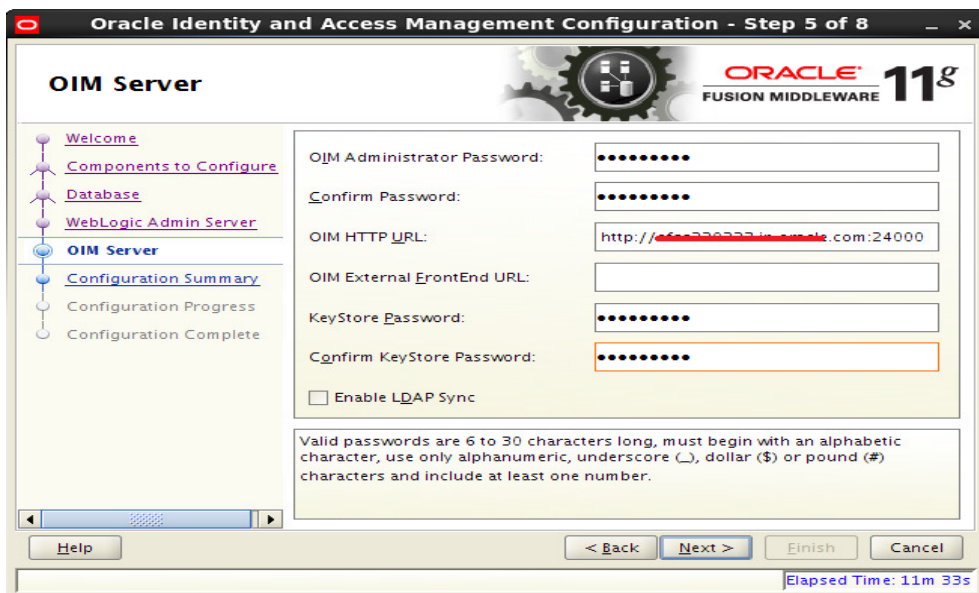 Oracle Identity and Access Management Configuration - Step 5 of 8
OIM Server
ORACLE
FUSION MIDDLEWARE 11g
Welcome
Components to Configure
Database
WebLogic Admin Server
OIM Server
Configuration Summary
Configuration Progress
Configuration Complete
OIM Administrator Password: •••••••••
Confirm Password: •••••••••
OIM HTTP URL: http:// .com:24000
OIM External FrontEnd URL:
KeyStore Password: •••••••••
Confirm KeyStore Password: •••••••••
Enable LDAP Sync
Valid passwords are 6 to 30 characters long, must begin with an alphabetic
character, use only alphanumeric, underscore (_), dollar ($) or pound (#)
characters and include at least one number.
Help
< Back
Next >
Finish
Cancel
Elapsed Time: 11m 33s